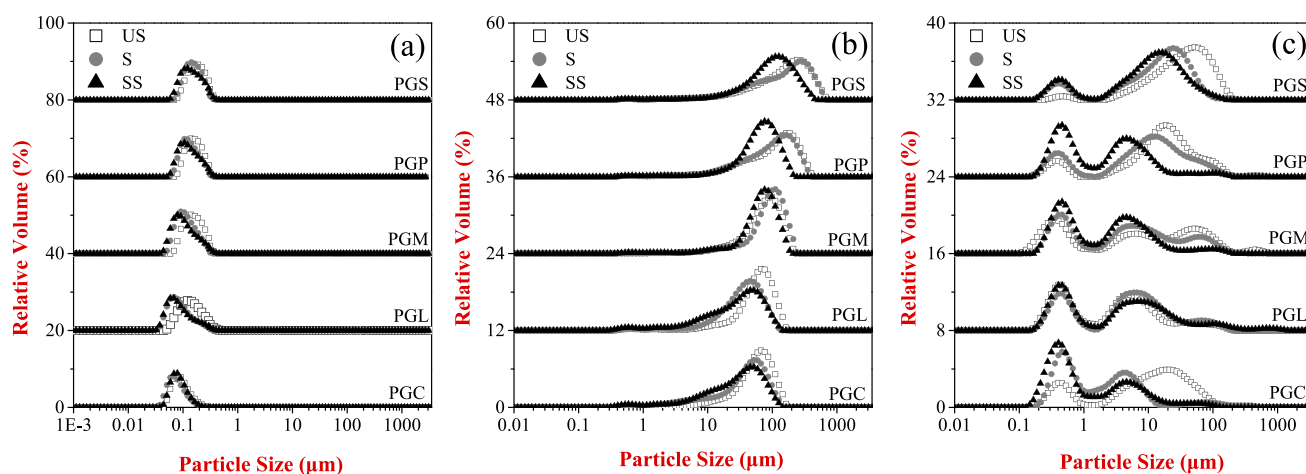 (a)
US
S
SS
100
80
60
40
20
0
PGS
PGP
PGM
PGL
PGC
1E-3
0.01
0.1
1
10
100
1000
Relative Volume (%)
Particle Size (μm)
(b)
US
S
SS
60
48
36
24
12
0
PGS
PGP
PGM
PGL
PGC
0.01
0.1
1
10
100
1000
Relative Volume (%)
Particle Size (μm)
(c)
US
S
SS
40
32
24
16
8
0
PGS
PGP
PGM
PGL
PGC
0.01
0.1
1
10
100
1000
Relative Volume (%)
Particle Size (μm)